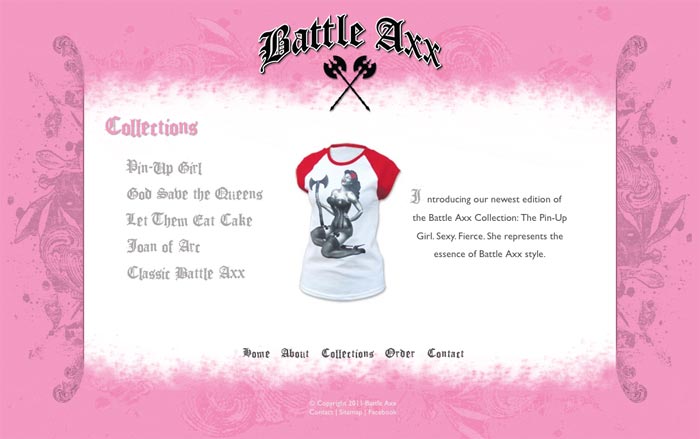 Battle Axx
Collections
Pin-Up Girl
God Save the Queens
Let Them Eat Cake
Joan of Arc
Classic Battle Axx
Introducing our newest edition of
the Battle Axx Collection: The Pin-Up
Girl. Sexy. Fierce. She represents the
essence of Battle Axx style.
Home About Collections Order Contact
© Copyright 2011 Battle Axx
Contact | Sitemap | Facebook